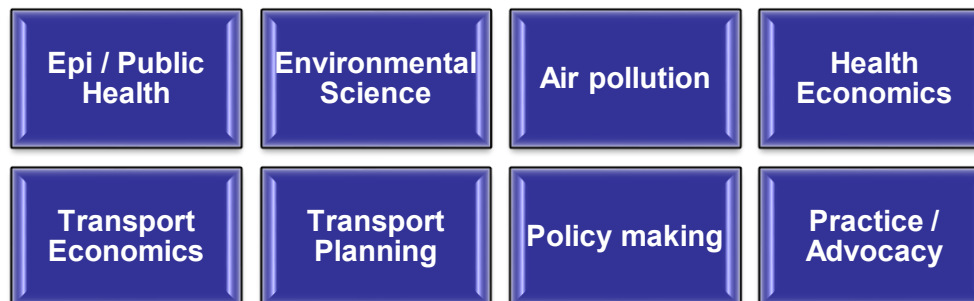 Epi / Public
Health
Environmental
Science
Air pollution
Health
Economics
Transport
Economics
Transport
Planning
Policy making
Practice /
Advocacy